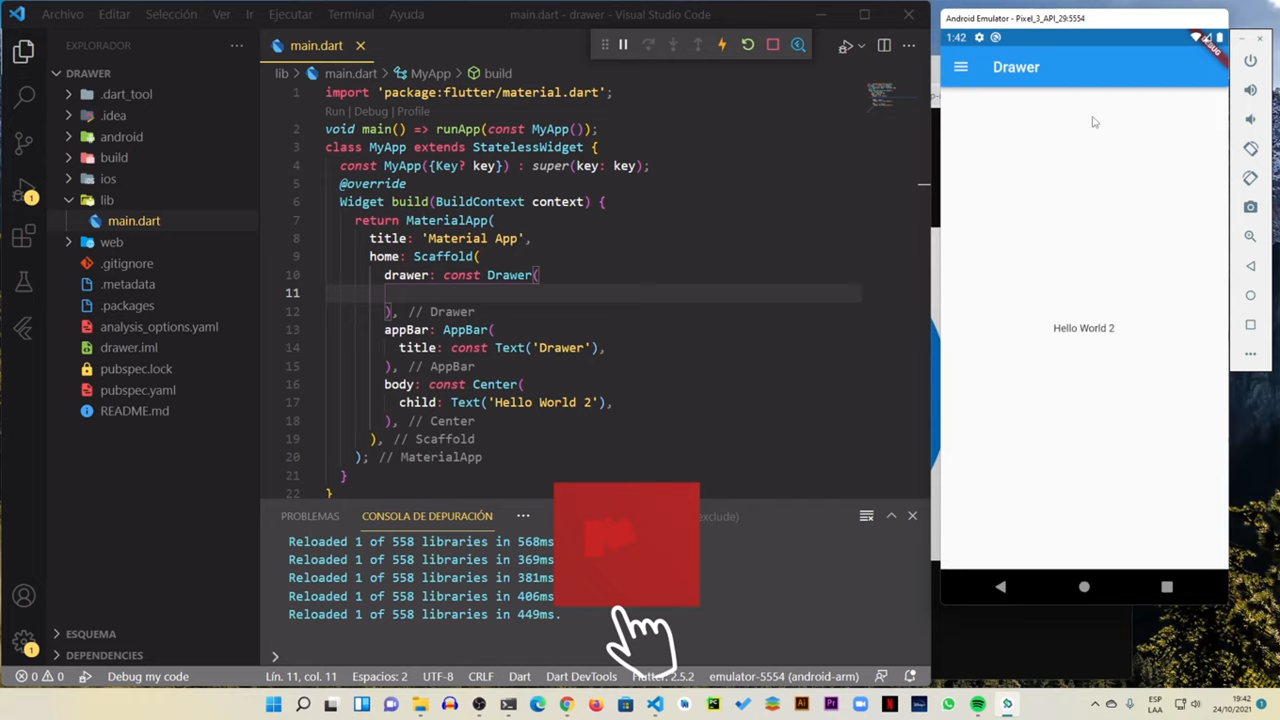 Archivo Editar Selección Ver Ir Ejecutar Terminal Ayuda
main.dart - drawer - Visual Studio Code
EXPLORADOR
DRAWER
.dart_tool
.idea
android
build
ios
lib
main.dart
web
.gitignore
.metadata
.packages
analysis_options.yaml
drawer.iml
pubspec.lock
pubspec.yaml
README.md
ESQUEMA
DEPENDENCIES
main.dart
lib > main.dart > MyApp > build
1 import 'package:flutter/material.dart';
Run | Debug | Profile
2 void main() => runApp(const MyApp());
3 class MyApp extends StatelessWidget {
4 const MyApp({Key? key}) : super(key: key);
5 @override
6 Widget build(BuildContext context) {
7 return MaterialApp(
8 title: 'Material App',
9 home: Scaffold(
10 drawer: const Drawer(
11
12 ), // Drawer
13 appBar: AppBar(
14 title: const Text('Drawer'),
15 ), // AppBar
16 body: const Center(
17 child: Text('Hello World 2'),
18 ), // Center
19 ), // Scaffold
20 ); // MaterialApp
21 }
22 }
PROBLEMAS CONSOLA DE DEPURACIÓN
exclude)
Reloaded 1 of 558 libraries in 568ms
Reloaded 1 of 558 libraries in 369ms
Reloaded 1 of 558 libraries in 381ms
Reloaded 1 of 558 libraries in 406ms
Reloaded 1 of 558 libraries in 449ms.
0 0 Debug my code Lín. 11, col. 11 Espacios: 2 UTF-8 CRLF Dart Dart DevTools Flutter: 2.5.2 emulator-5554 (android-arm)
Android Emulator - Pixel_3_API_29:5554
1:42
DEBUG
Drawer
Hello World 2
ESP
LAA
19:42
24/10/2021